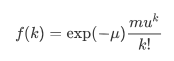 f(k) = exp(−μ) mu^k / k!